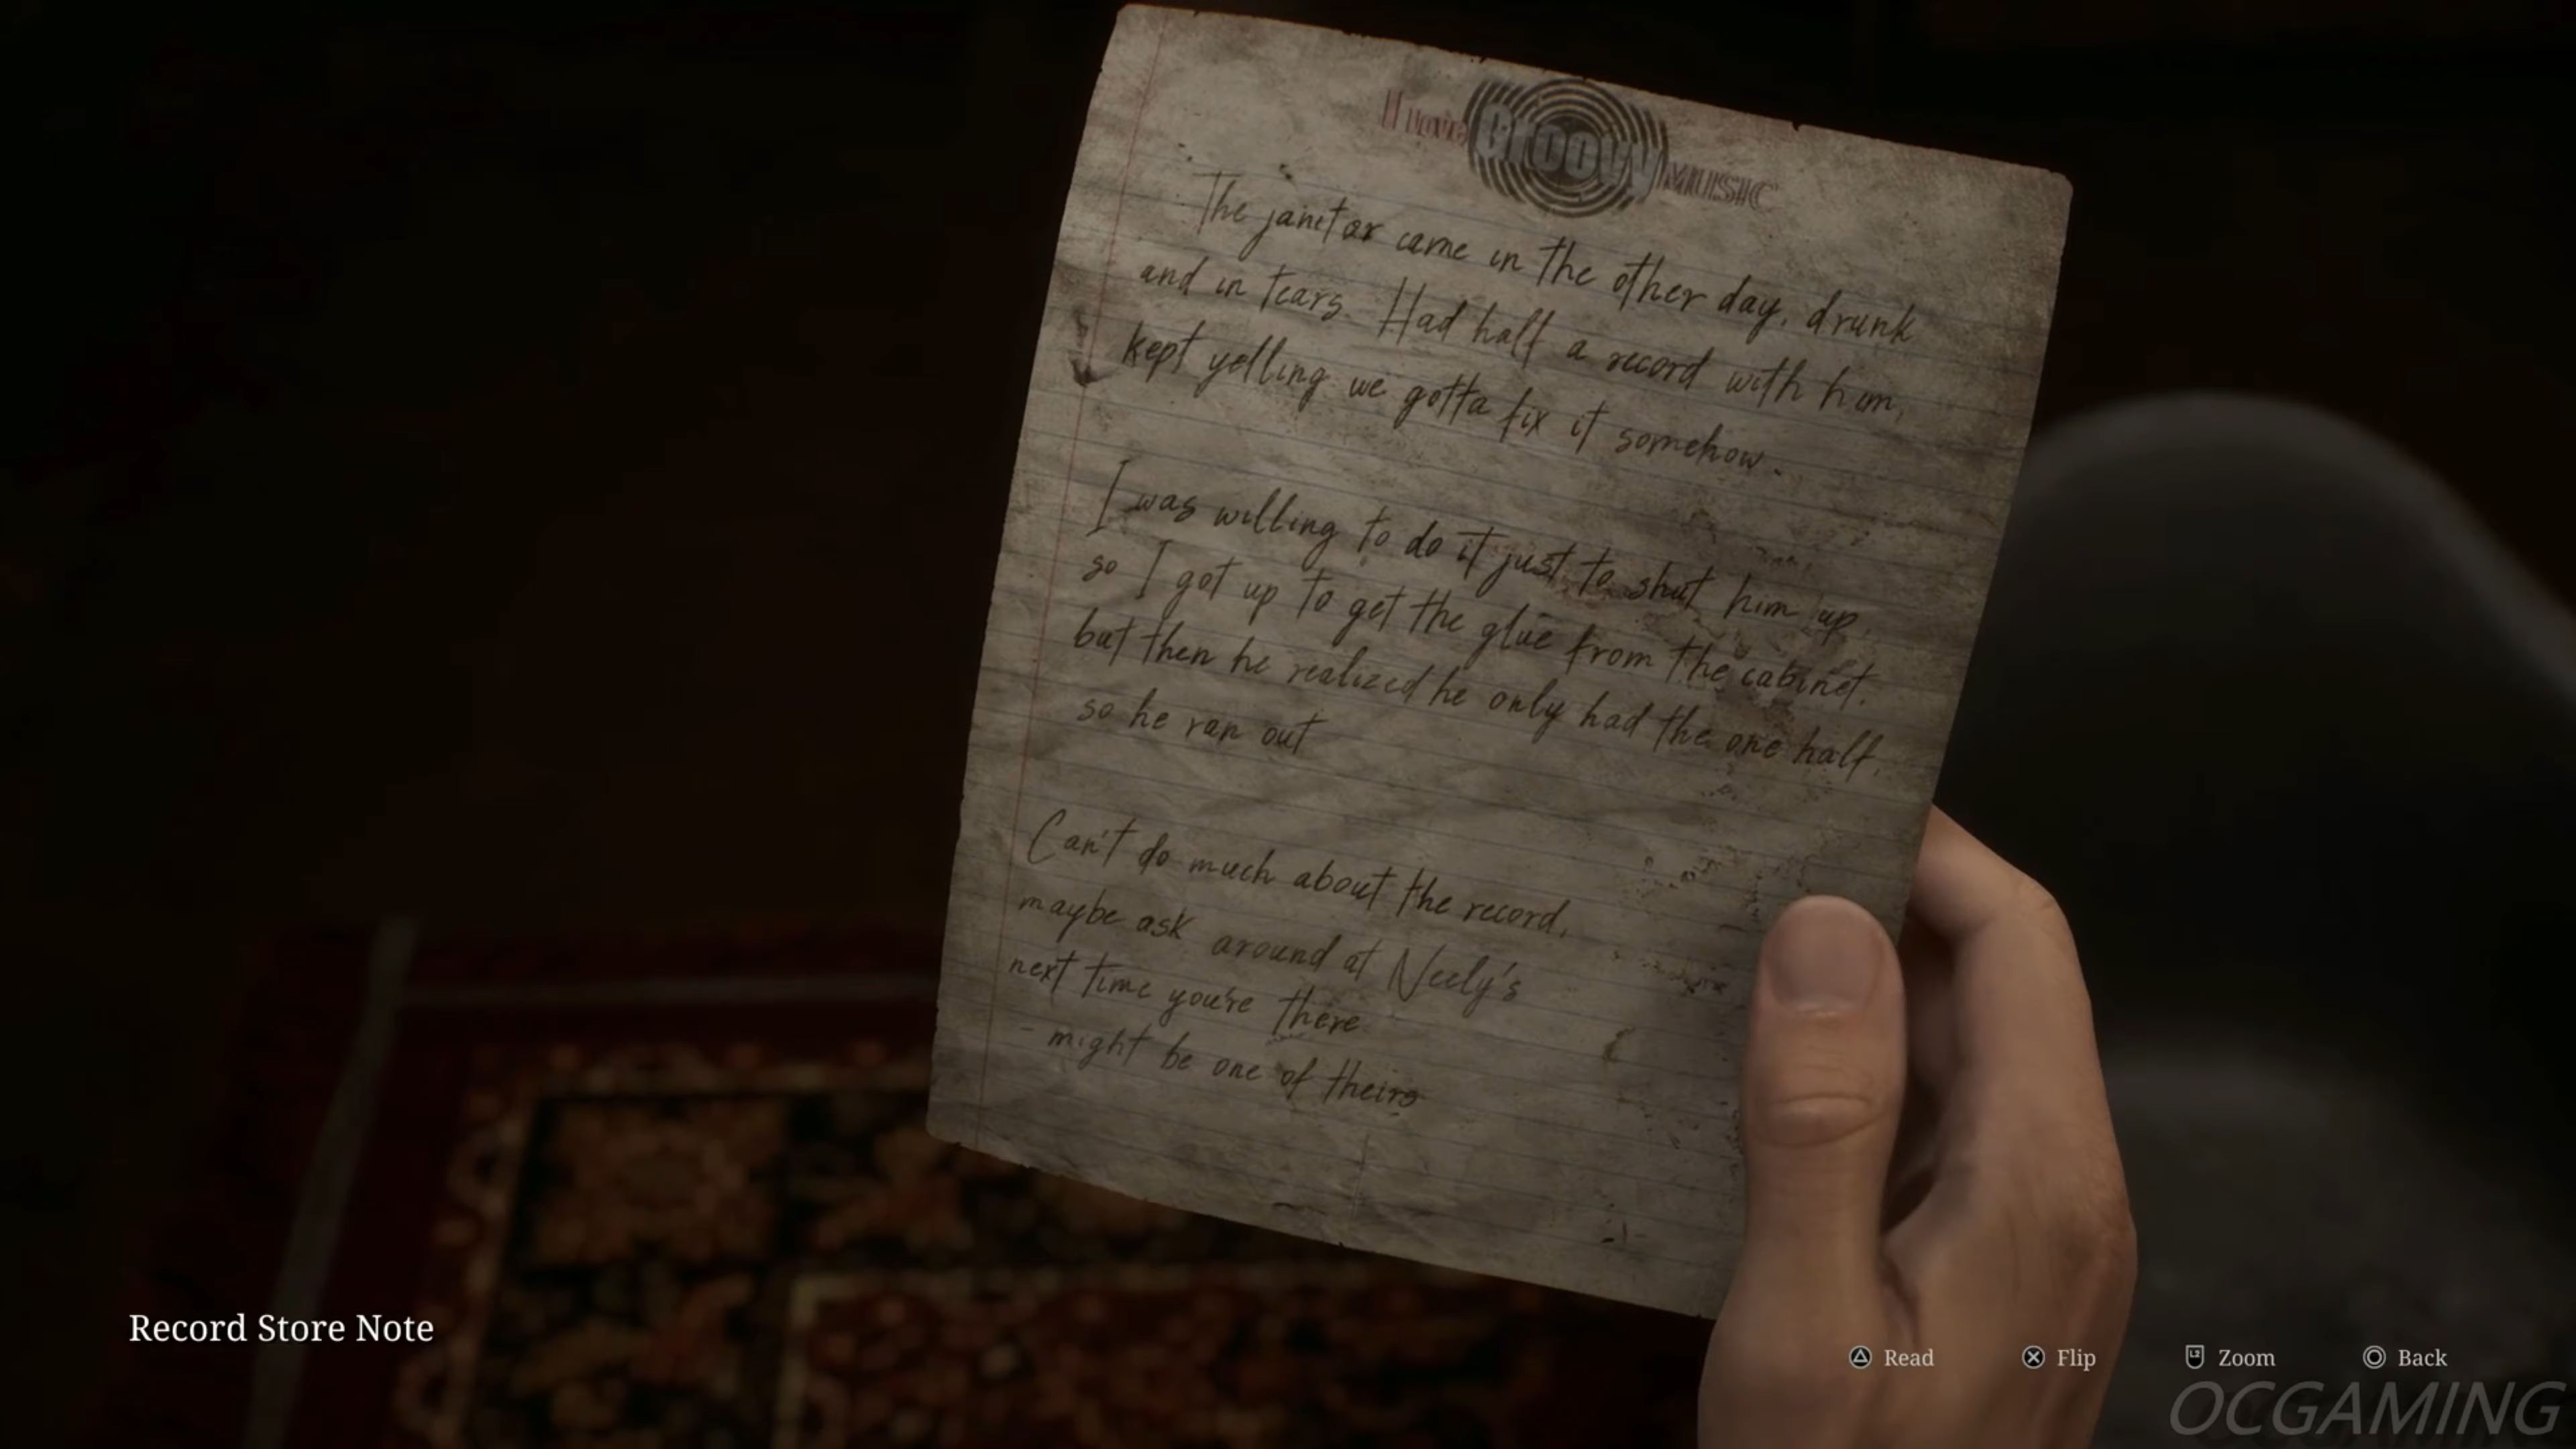 I Love Groovy MUSIC
The janitor came in the other day, drunk
and in tears. Had half a record with him,
kept yelling we gotta fix it somehow.
I was willing to do it just to shut him up,
so I got up to get the glue from the cabinet.
but then he realized he only had the one half.
so he ran out
Can't do much about the record,
maybe ask around at Neely's
next time you're there
- might be one of theirs
Record Store Note
Read Flip L2 Zoom Back
OCGAMING